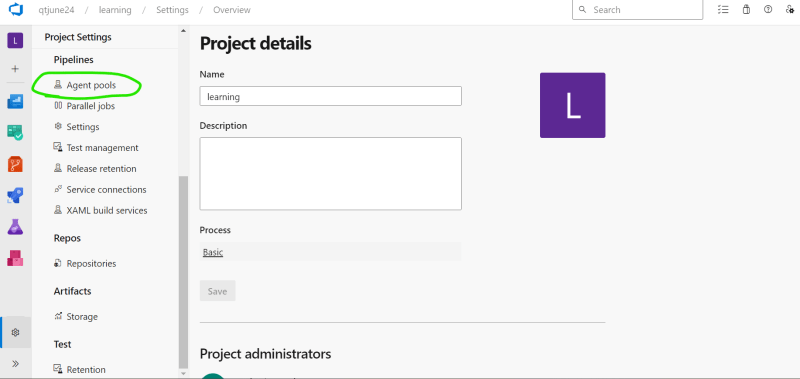 qtjune24 / learning / Settings / Overview
Search
L
Project Settings
Pipelines
Agent pools
Parallel jobs
Settings
Test management
Release retention
Service connections
XAML build services
Repos
Repositories
Artifacts
Storage
Test
Retention
Project details
Name
learning
Description
Process
Basic
Save
L
Project administrators